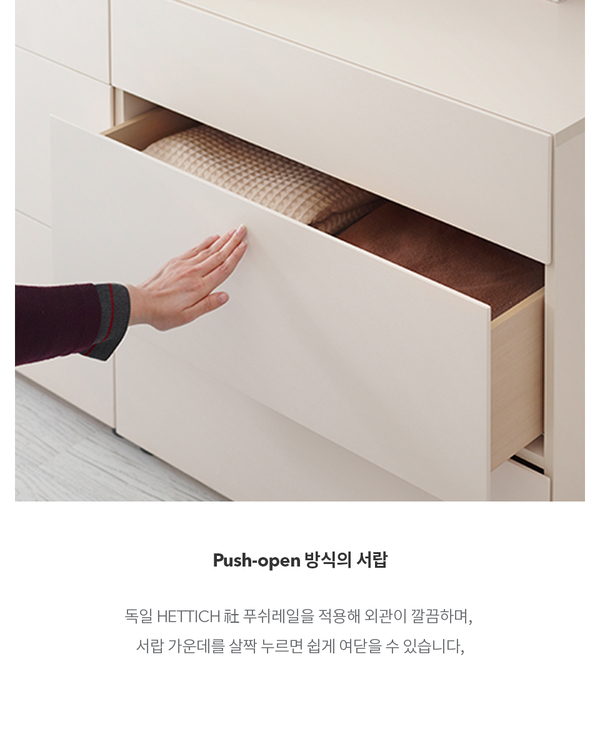 Push-open 방식의 서랍
독일 HETTICH 社 푸쉬레일을 적용해 외관이 깔끔하며,
서랍 가운데를 살짝 누르면 쉽게 여닫을 수 있습니다,